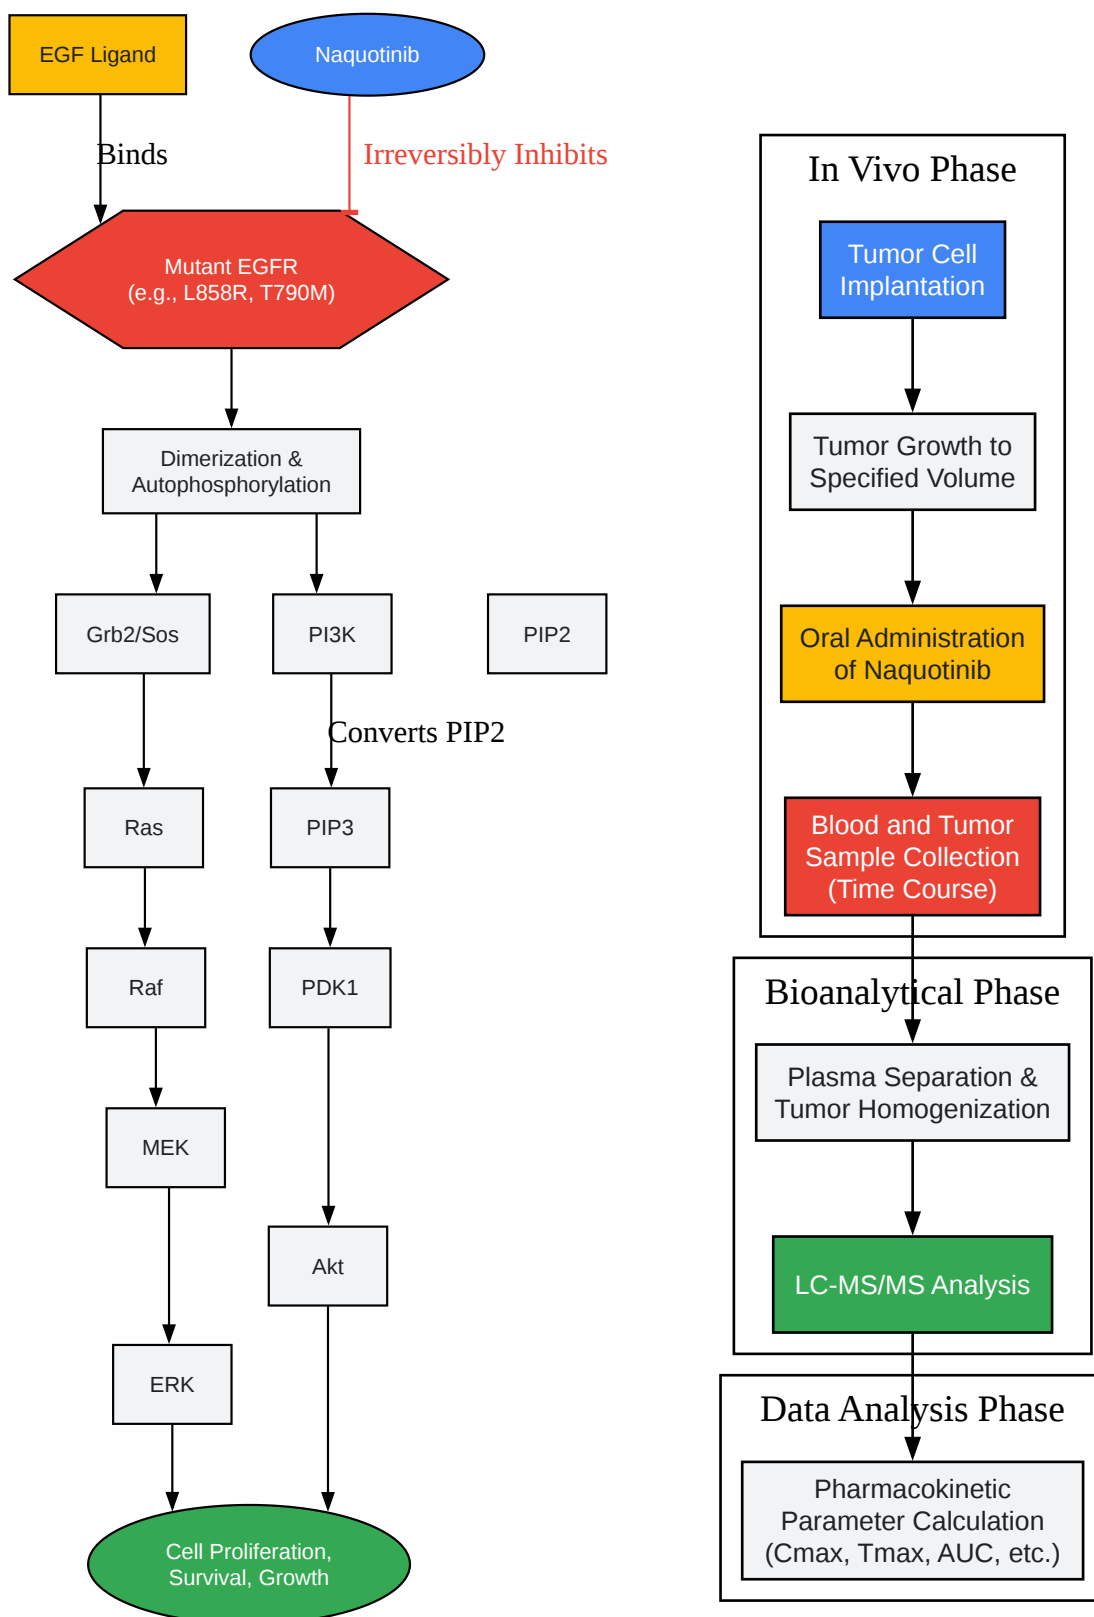 EGF Ligand
Naquotinib
Binds
Irreversibly Inhibits
Mutant EGFR
(e.g., L858R, T790M)
Dimerization &
Autophosphorylation
Grb2/Sos
PI3K
PIP2
Converts PIP2
Ras
PIP3
Raf
PDK1
MEK
Akt
ERK
Cell Proliferation,
Survival, Growth
In Vivo Phase
Tumor Cell
Implantation
Tumor Growth to
Specified Volume
Oral Administration
of Naquotinib
Blood and Tumor
Sample Collection
(Time Course)
Bioanalytical Phase
Plasma Separation &
Tumor Homogenization
LC-MS/MS Analysis
Data Analysis Phase
Pharmacokinetic
Parameter Calculation
(Cmax, Tmax, AUC, etc.)